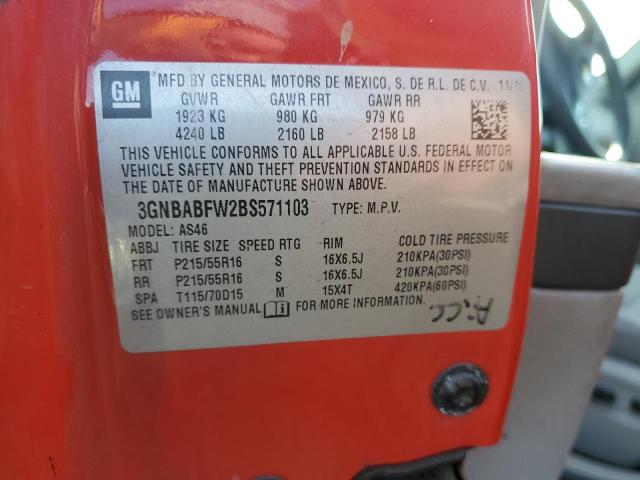 GM MFD BY GENERAL MOTORS DE MEXICO, S. DE R.L. DE C.V.
GVWR GAWR FRT GAWR RR
1923 KG 980 KG 979 KG
4240 LB 2160 LB 2158 LB
THIS VEHICLE CONFORMS TO ALL APPLICABLE U.S. FEDERAL MOTOR
VEHICLE SAFETY AND THEFT PREVENTION STANDARDS IN EFFECT ON
THE DATE OF MANUFACTURE SHOWN ABOVE.
3GNBABFW2BS571103 TYPE: M.P.V.
MODEL: AS46
ABBJ TIRE SIZE SPEED RTG RIM COLD TIRE PRESSURE
FRT P215/55R16 S 16X6.5J 210KPA(30PSI)
RR P215/55R16 S 16X6.5J 210KPA(30PSI)
SPA T115/70D15 M 15X4T 420KPA(60PSI)
SEE OWNER'S MANUAL FOR MORE INFORMATION.